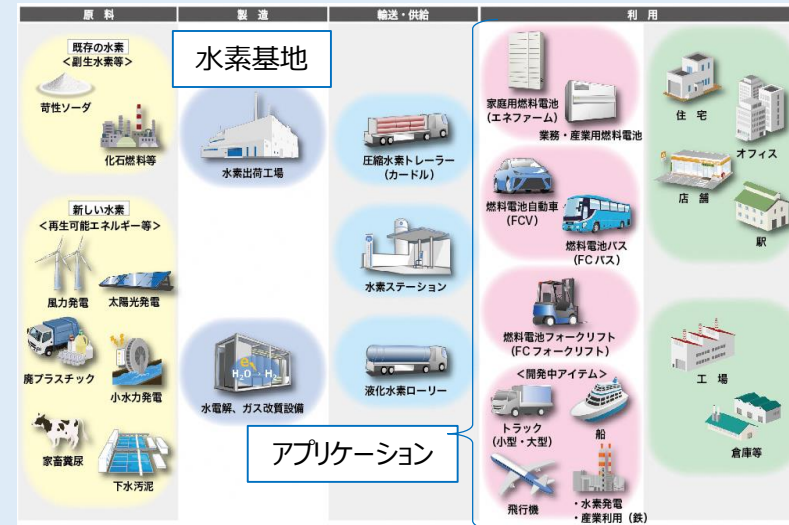 原料
製造
輸送・供給
利用
既存の水素
<副生水素等>
苛性ソーダ
化石燃料等
新しい水素
<再生可能エネルギー等>
風力発電
太陽光発電
廃プラスチック
小水力発電
家畜糞尿
下水汚泥
水素基地
水素出荷工場
H₂O→H₂
水電解、ガス改質設備
圧縮水素トレーラー
(カードル)
水素ステーション
液化水素ローリー
アプリケーション
家庭用燃料電池
(エネファーム)
業務・産業用燃料電池
燃料電池自動車
(FCV)
燃料電池バス
(FCバス)
燃料電池フォークリフト
(FCフォークリフト)
<開発中アイテム>
トラック
(小型・大型)
船
飛行機
・水素発電
・産業利用(鉄)
住宅
オフィス
店舗
駅
工場
倉庫等